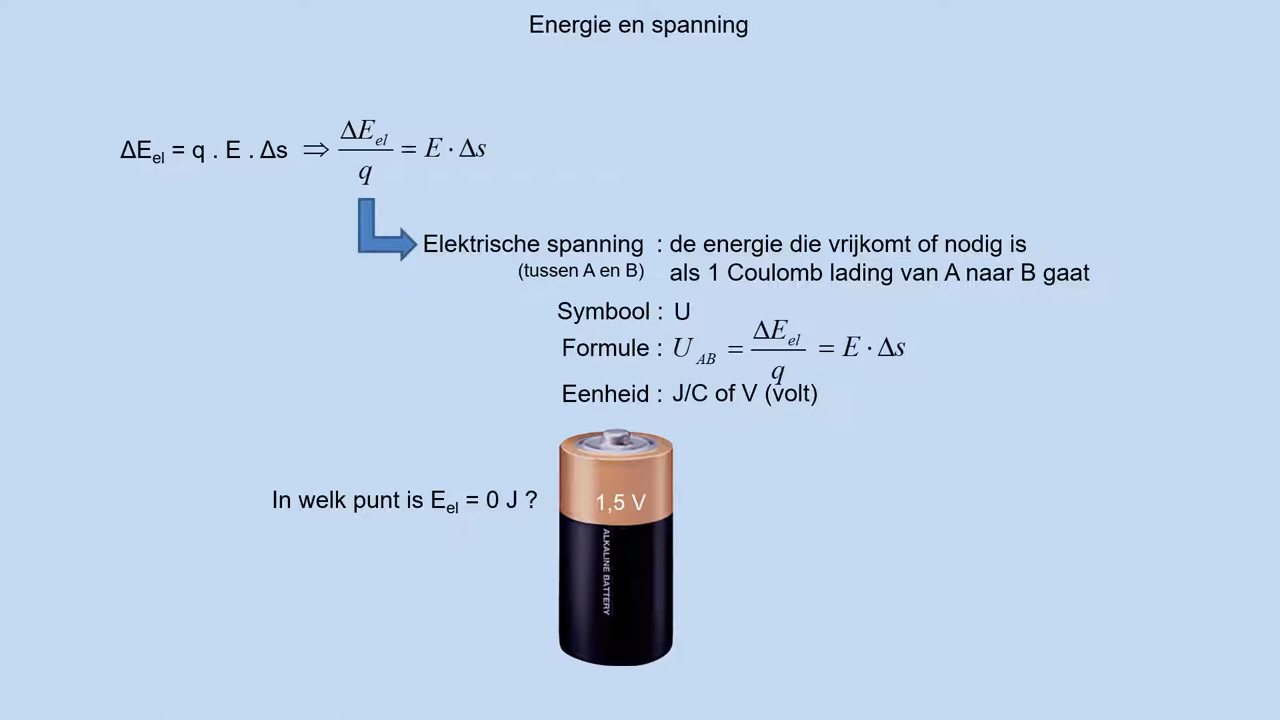 Energie en spanning
ΔEel = q . E . Δs ⇒ ΔEel / q = E · Δs
Elektrische spanning : de energie die vrijkomt of nodig is
(tussen A en B) als 1 Coulomb lading van A naar B gaat
Symbool : U
Formule : UAB = ΔEel / q = E · Δs
Eenheid : J/C of V (volt)
In welk punt is Eel = 0 J ?
1,5 V
ALKALINE BATTERY